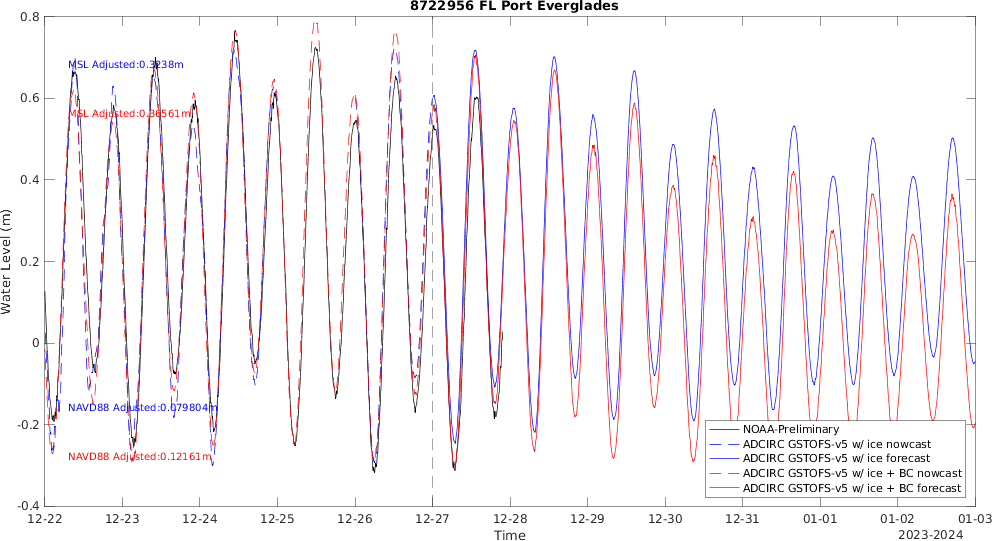 8722956 FL Port Everglades
0.8
MSL Adjusted:0.3238m
0.6
MSL Adjusted:0.36561m
0.4
Water Level (m)
0.2
0
NAVD88 Adjusted:0.079804m
-0.2
NAVD88 Adjusted:0.12161m
-0.4
NOAA-Preliminary
ADCIRC GSTOFS-v5 w/ ice nowcast
ADCIRC GSTOFS-v5 w/ ice forecast
ADCIRC GSTOFS-v5 w/ ice + BC nowcast
ADCIRC GSTOFS-v5 w/ ice + BC forecast
12-22 12-23 12-24 12-25 12-26 12-27 12-28 12-29 12-30 12-31 01-01 01-02 01-03
Time
2023-2024